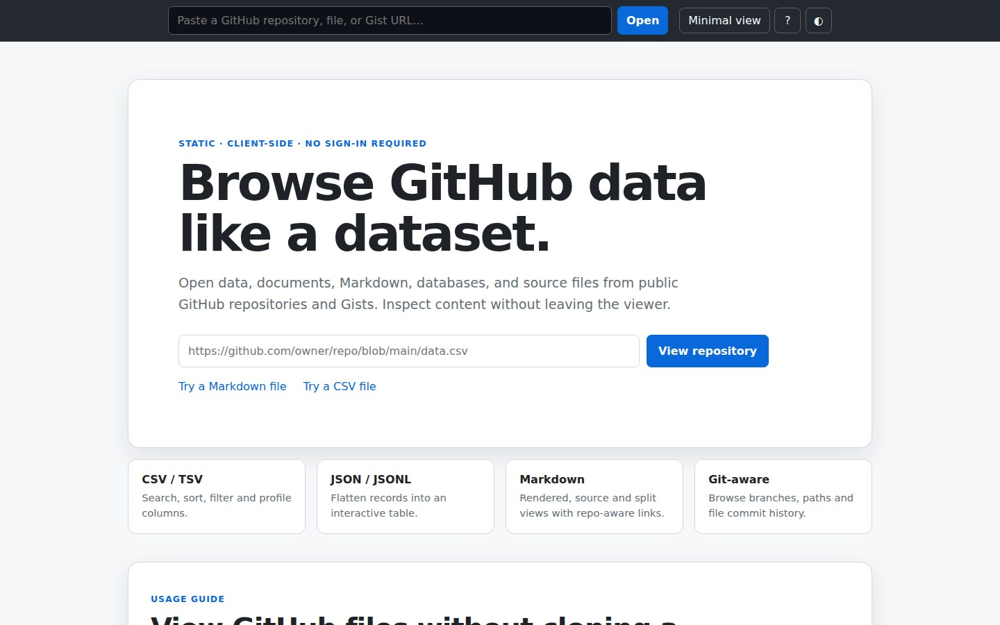 Paste a GitHub repository, file, or Gist URL...
Open
Minimal view
?
STATIC · CLIENT-SIDE · NO SIGN-IN REQUIRED
Browse GitHub data
like a dataset.
Open data, documents, Markdown, databases, and source files from public
GitHub repositories and Gists. Inspect content without leaving the viewer.
https://github.com/owner/repo/blob/main/data.csv
View repository
Try a Markdown file
Try a CSV file
CSV / TSV
Search, sort, filter and profile
columns.
JSON / JSONL
Flatten records into an
interactive table.
Markdown
Rendered, source and split
views with repo-aware links.
Git-aware
Browse branches, paths and
file commit history.
USAGE GUIDE
View GitHub files without cloning a